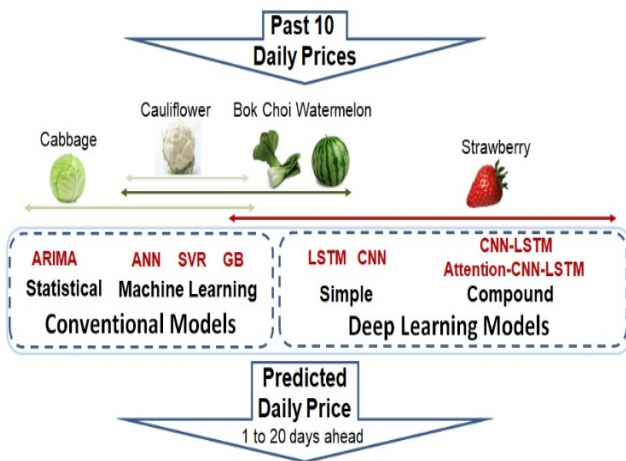 Past 10
Daily Prices
Cauliflower
Bok Choi Watermelon
Cabbage
Strawberry
ARIMA
ANN SVR GB
Statistical
Machine Learning
Conventional Models
LSTM CNN
CNN-LSTM
Attention-CNN-LSTM
Simple
Compound
Deep Learning Models
Predicted
Daily Price
1 to 20 days ahead